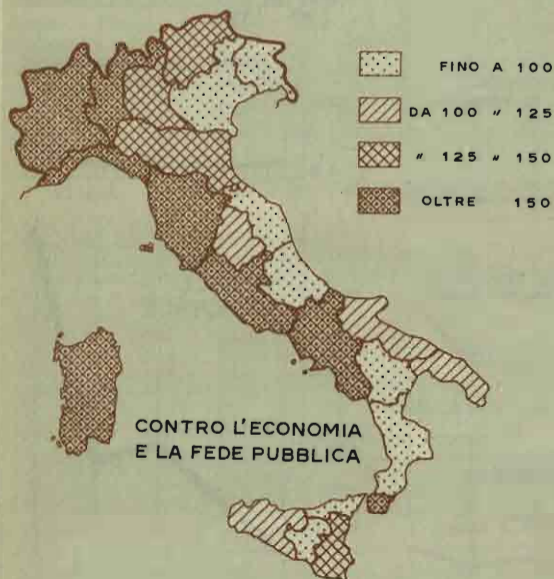 FINO A 100
DA 100 " 125
" 125 " 150
OLTRE 150
CONTRO L'ECONOMIA
E LA FEDE PUBBLICA